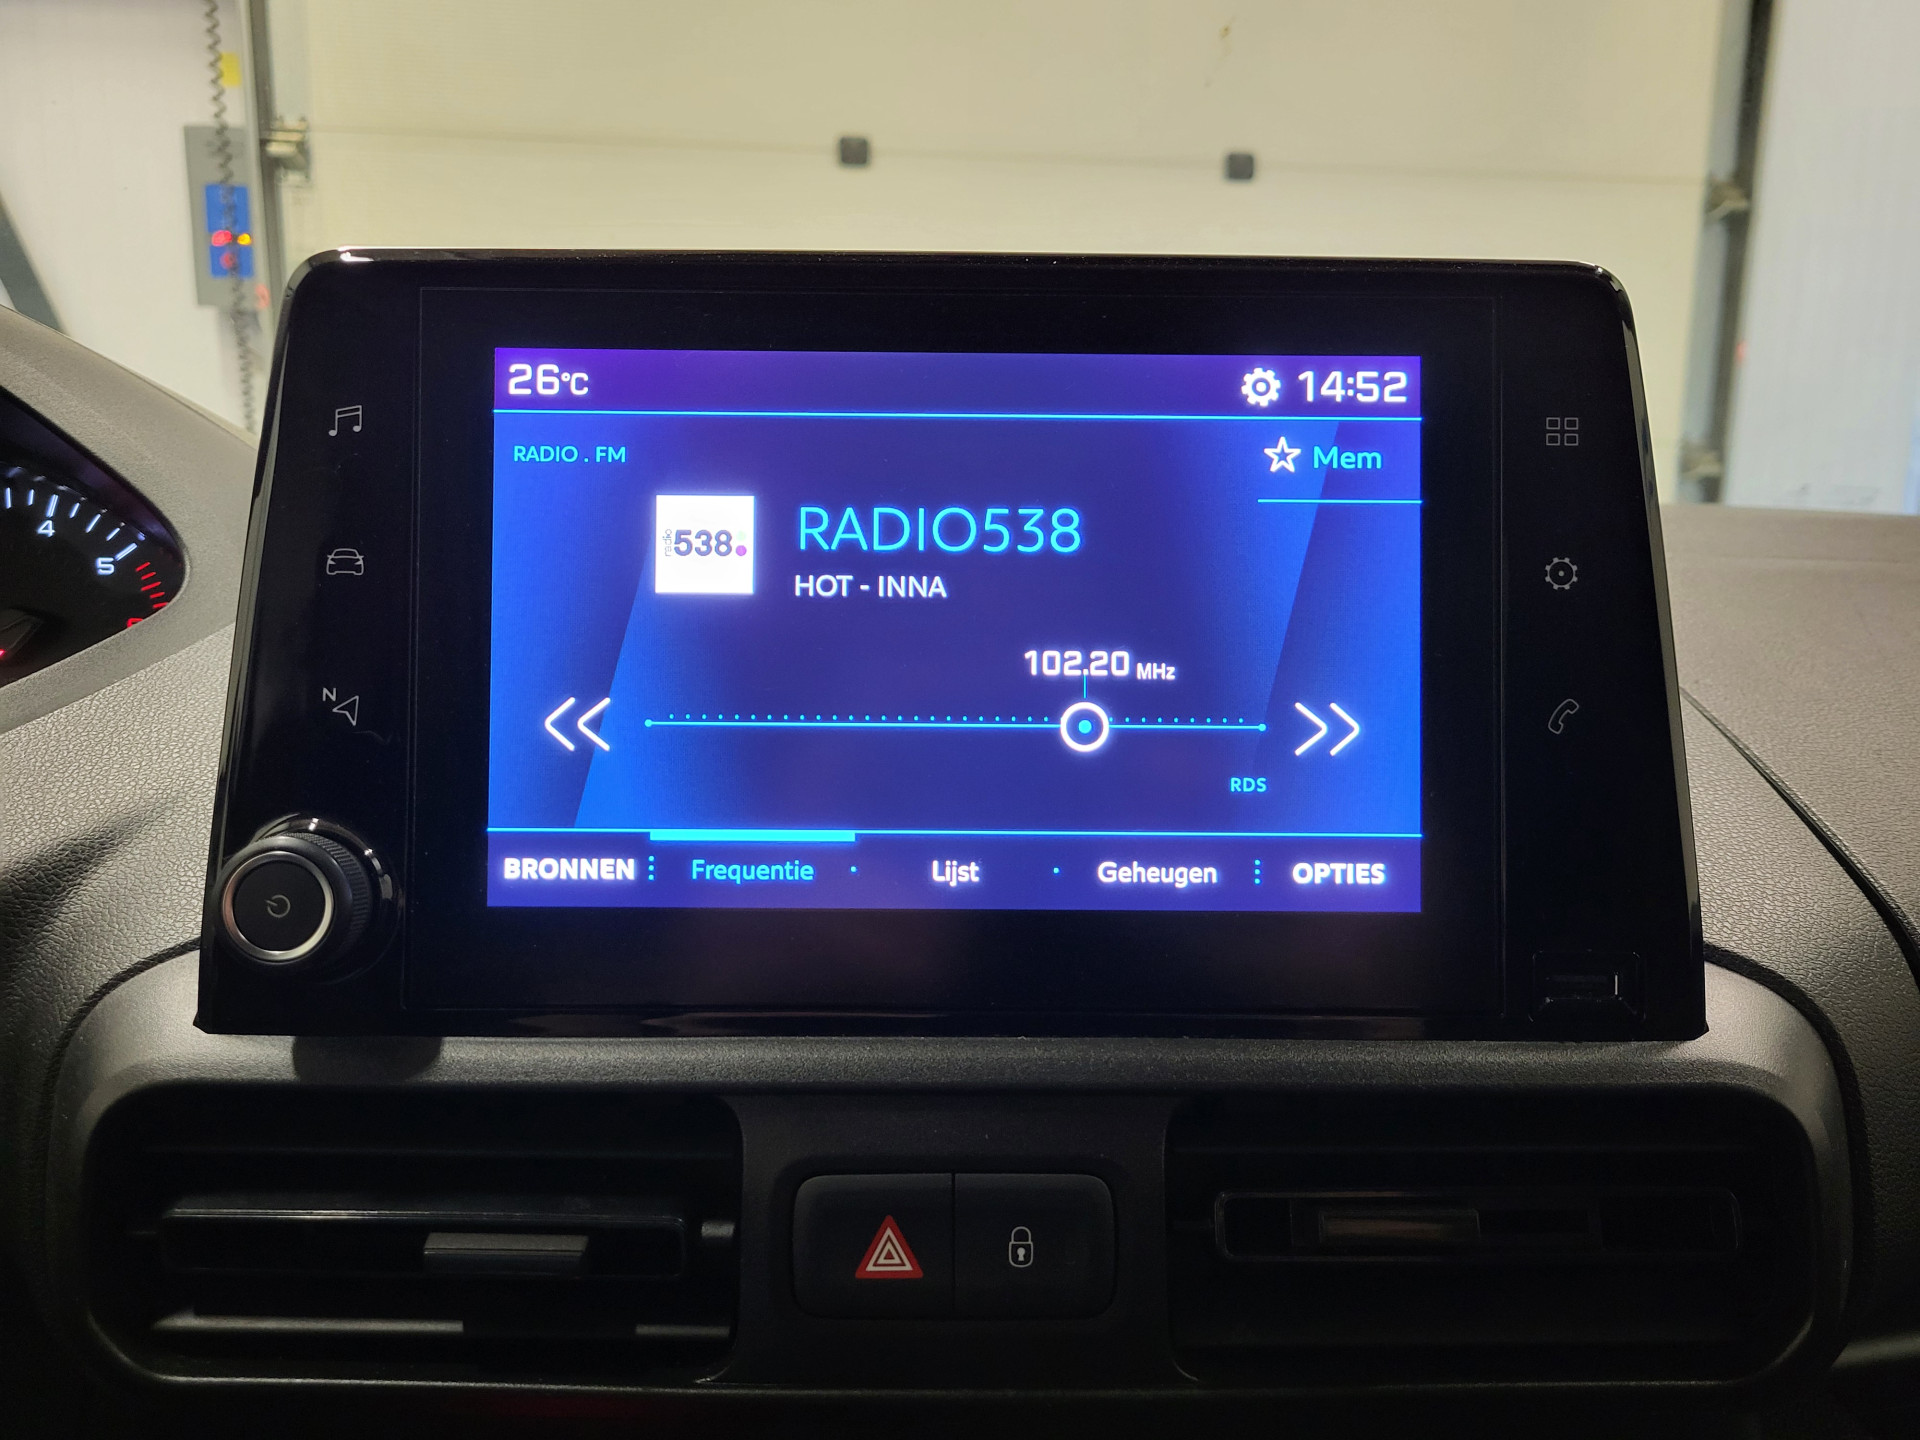 26°C
14:52
RADIO . FM
Mem
radio
538
RADIO538
HOT - INNA
102.20 MHz
RDS
BRONNEN
Frequentie
Lijst
Geheugen
OPTIES
N
4
5